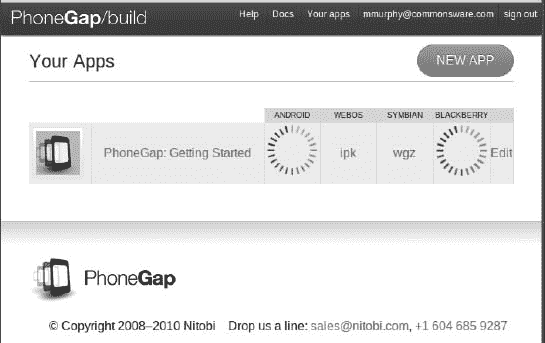 PhoneGap/build Help Docs Your apps mmurphy@commonsware.com sign out
Your Apps NEW APP
ANDROID WEBOS SYMBIAN BLACKBERRY
PhoneGap: Getting Started ipk wgz Edit
PhoneGap
© Copyright 2008–2010 Nitobi Drop us a line: sales@nitobi.com, +1 604 685 9287